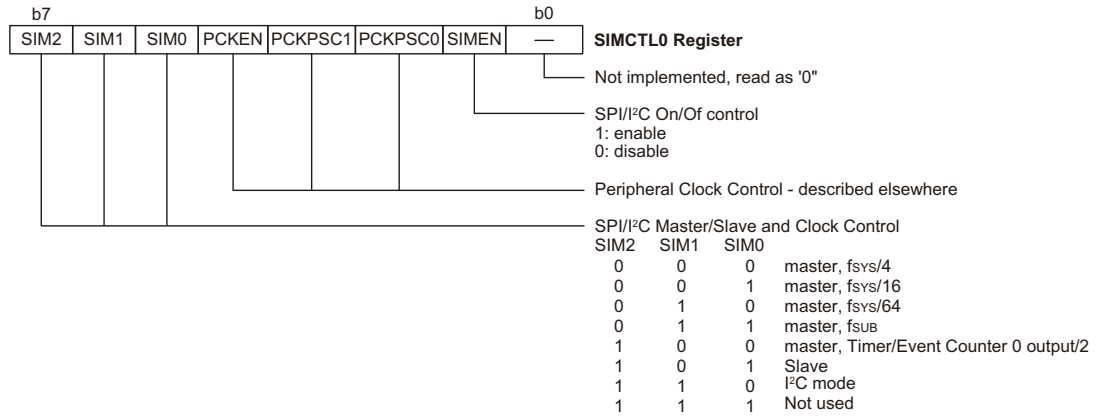 b7 b0
SIM2 SIM1 SIM0 PCKEN PCKPSC1 PCKPSC0 SIMEN — SIMCTL0 Register
Not implemented, read as '0"
SPI/I²C On/Of control
1: enable
0: disable
Peripheral Clock Control - described elsewhere
SPI/I²C Master/Slave and Clock Control
SIM2 SIM1 SIM0
0 0 0 master, fSYS/4
0 0 1 master, fSYS/16
0 1 0 master, fSYS/64
0 1 1 master, fSUB
1 0 0 master, Timer/Event Counter 0 output/2
1 0 1 Slave
1 1 0 I²C mode
1 1 1 Not used